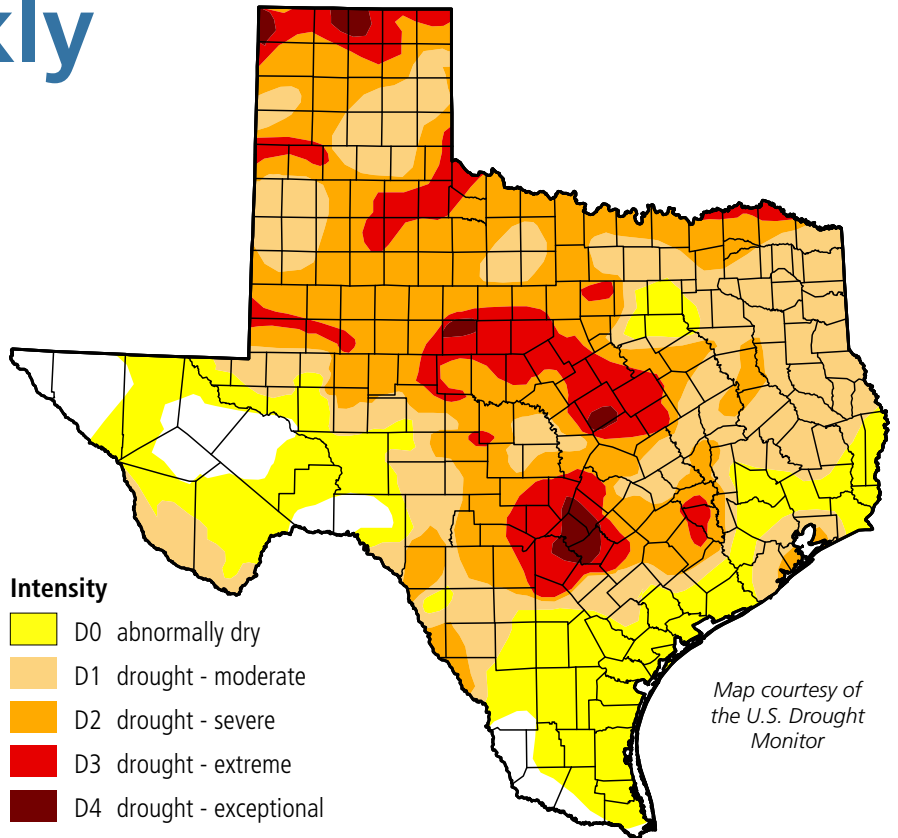 kly
Intensity
D0 abnormally dry
D1 drought - moderate
D2 drought - severe
D3 drought - extreme
D4 drought - exceptional
Map courtesy of
the U.S. Drought
Monitor